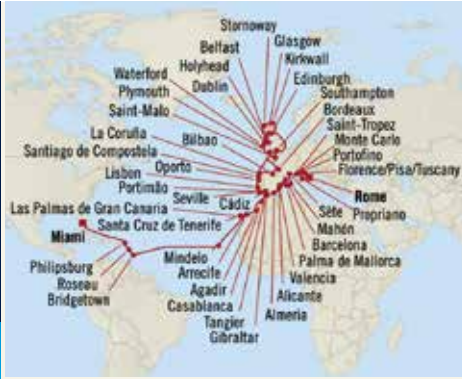 Stornoway
Glasgow
Belfast
Kirkwall
Holyhead
Edinburgh
Waterford
Dublin
Southampton
Plymouth
Bordeaux
Saint-Malo
Saint-Tropez
La Coruña
Bilbao
Monte Carlo
Santiago de Compostela
Portofino
Oporto
Florence/Pisa/Tuscany
Lisbon
Portimão
Seville
Rome
Las Palmas de Gran Canaria
Cádiz
Sète
Propriano
Santa Cruz de Tenerife
Mahón
Miami
Barcelona
Mindelo
Palma de Mallorca
Philipsburg
Arrecife
Valencia
Roseau
Agadir
Alicante
Bridgetown
Casablanca
Almeria
Tangier
Gibraltar